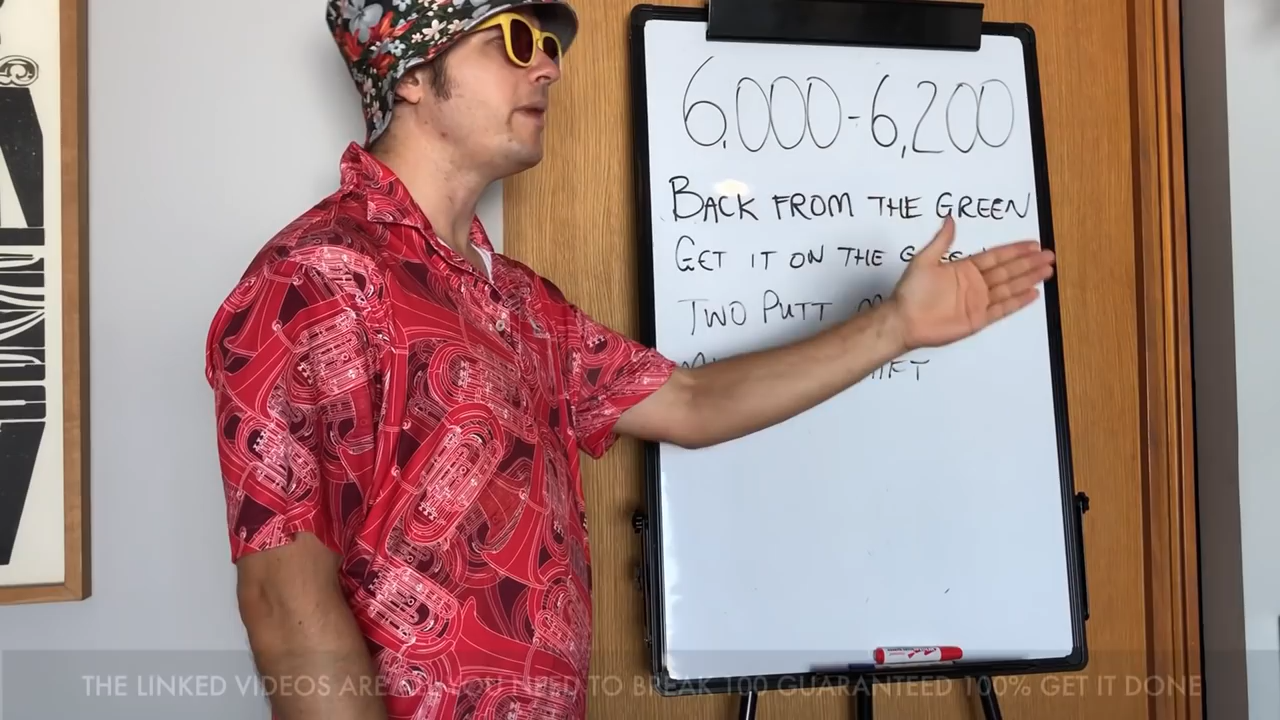 6,000-6,200
BACK FROM THE GREEN
GET IT ON THE
TWO PUTT
THE LINKED VIDEOS ARE YOU NEED TO BREAK 100 GUARANTEED 100% GET IT DONE